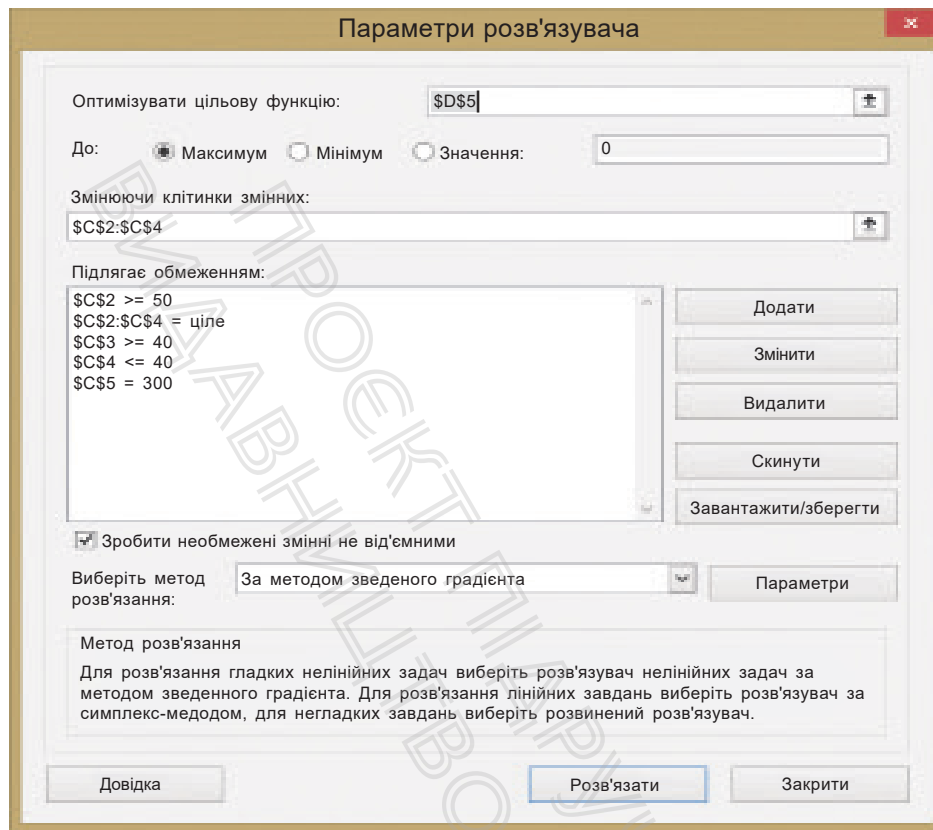 Параметри розв'язувача
Оптимізувати цільову функцію: $D$5
До: Максимум Мінімум Значення: 0
Змінюючи клітинки змінних:
$C$2:$C$4
Підлягає обмеженням:
$C$2 >= 50
$C$2:$C$4 = ціле
$C$3 >= 40
$C$4 <= 40
$C$5 = 300
Додати
Змінити
Видалити
Скинути
Завантажити/зберегти
Зробити необмежені змінні не від'ємними
Виберіть метод
розв'язання:
За методом зведеного градієнта
Параметри
Метод розв'язання
Для розв'язання гладких нелінійних задач виберіть розв'язувач нелінійних задач за
методом зведенного градієнта. Для розв'язання лінійних завдань виберіть розв'язувач за
симплекс-медодом, для негладких завдань виберіть розвинений розв'язувач.
Довідка Розв'язати Закрити
ПРОЄКТ ПІДРУ
ВИДАВНИЦТВО